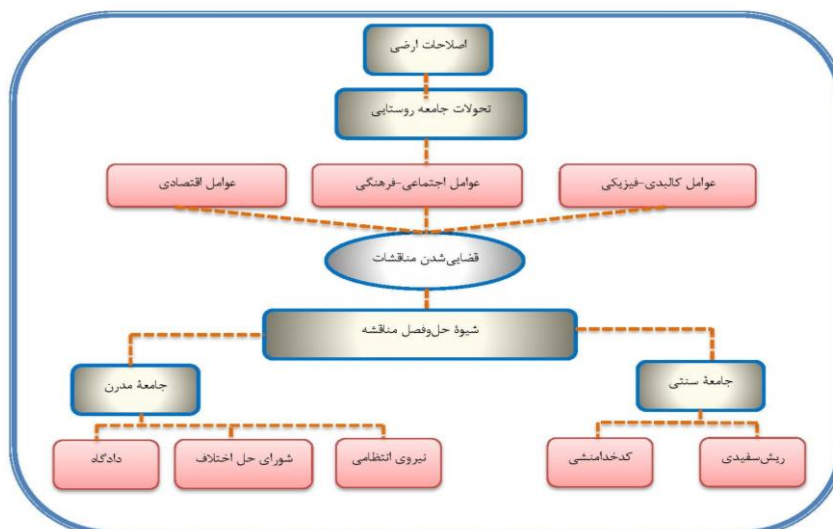 اصلاحات ارضی
تحولات جامعه روستایی
عوامل کالبدی-فیزیکی
عوامل اجتماعی-فرهنگی
عوامل اقتصادی
قضایی‌شدن مناقشات
شیوهٔ حل‌وفصل مناقشه
جامعهٔ سنتی
جامعهٔ مدرن
ریش‌سفیدی
کدخدامنشی
نیروی انتظامی
شورای حل اختلاف
دادگاه